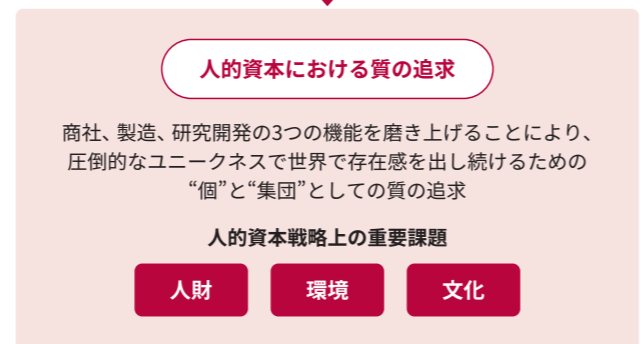 人的資本における質の追求
商社、製造、研究開発の3つの機能を磨き上げることにより、
圧倒的なユニークネスで世界で存在感を出し続けるための
“個”と“集団”としての質の追求
人的資本戦略上の重要課題
人財
環境
文化